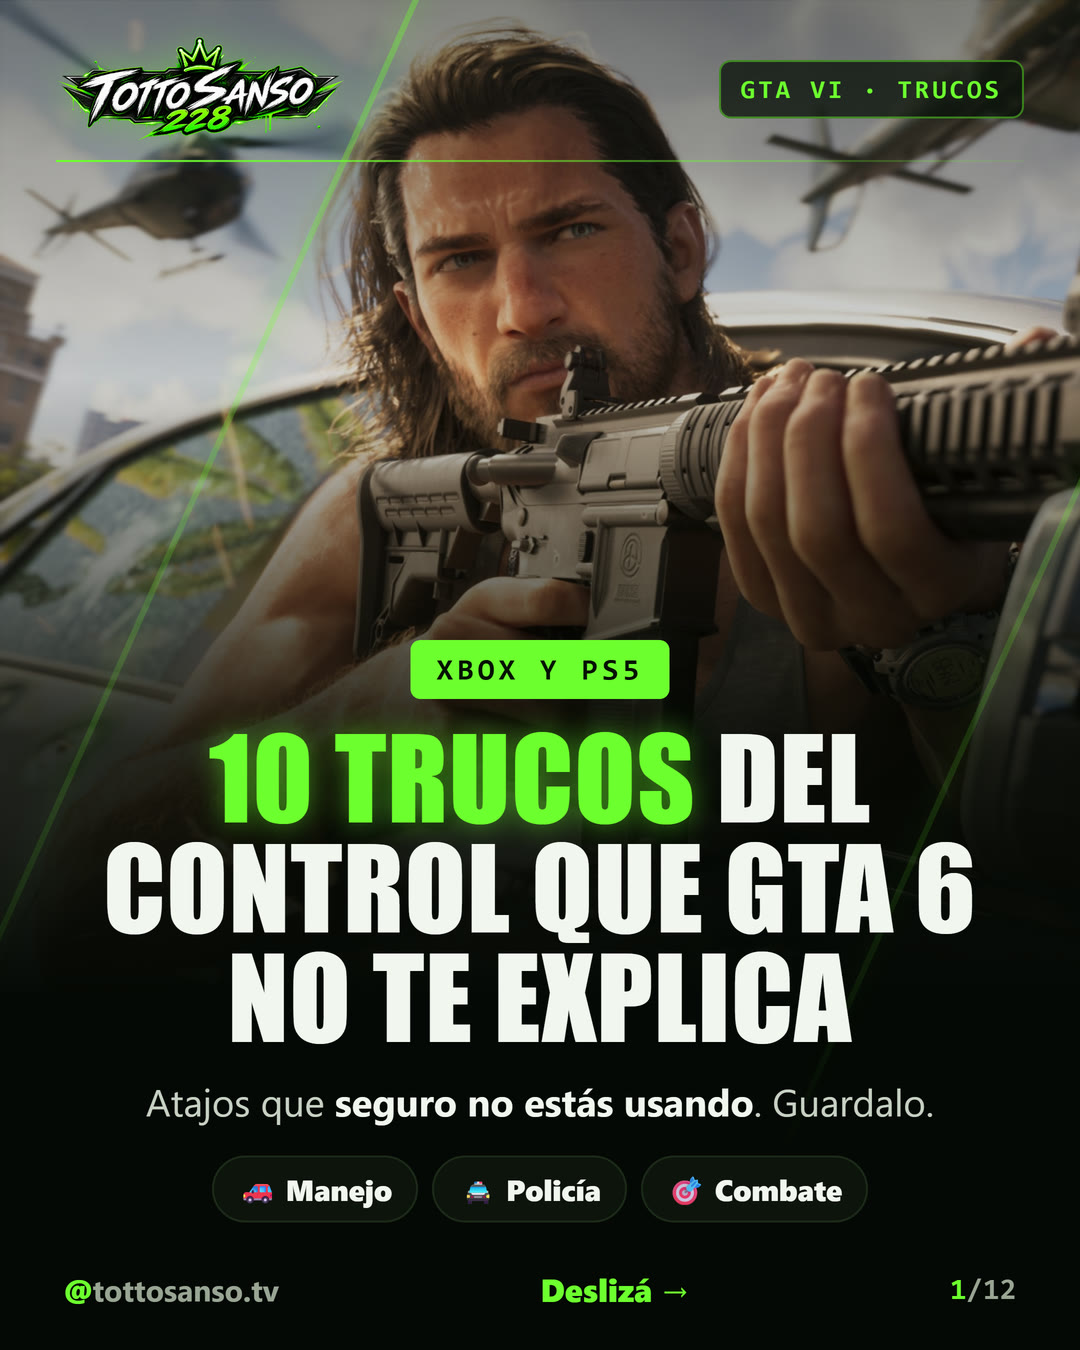 TOTTOSANSO
228
GTA VI · TRUCOS
XBOX Y PS5
10 TRUCOS DEL
CONTROL QUE GTA 6
NO TE EXPLICA
Atajos que seguro no estás usando. Guardalo.
🚗 Manejo
🚔 Policía
🎯 Combate
@tottosanso.tv
Deslizá →
1/12